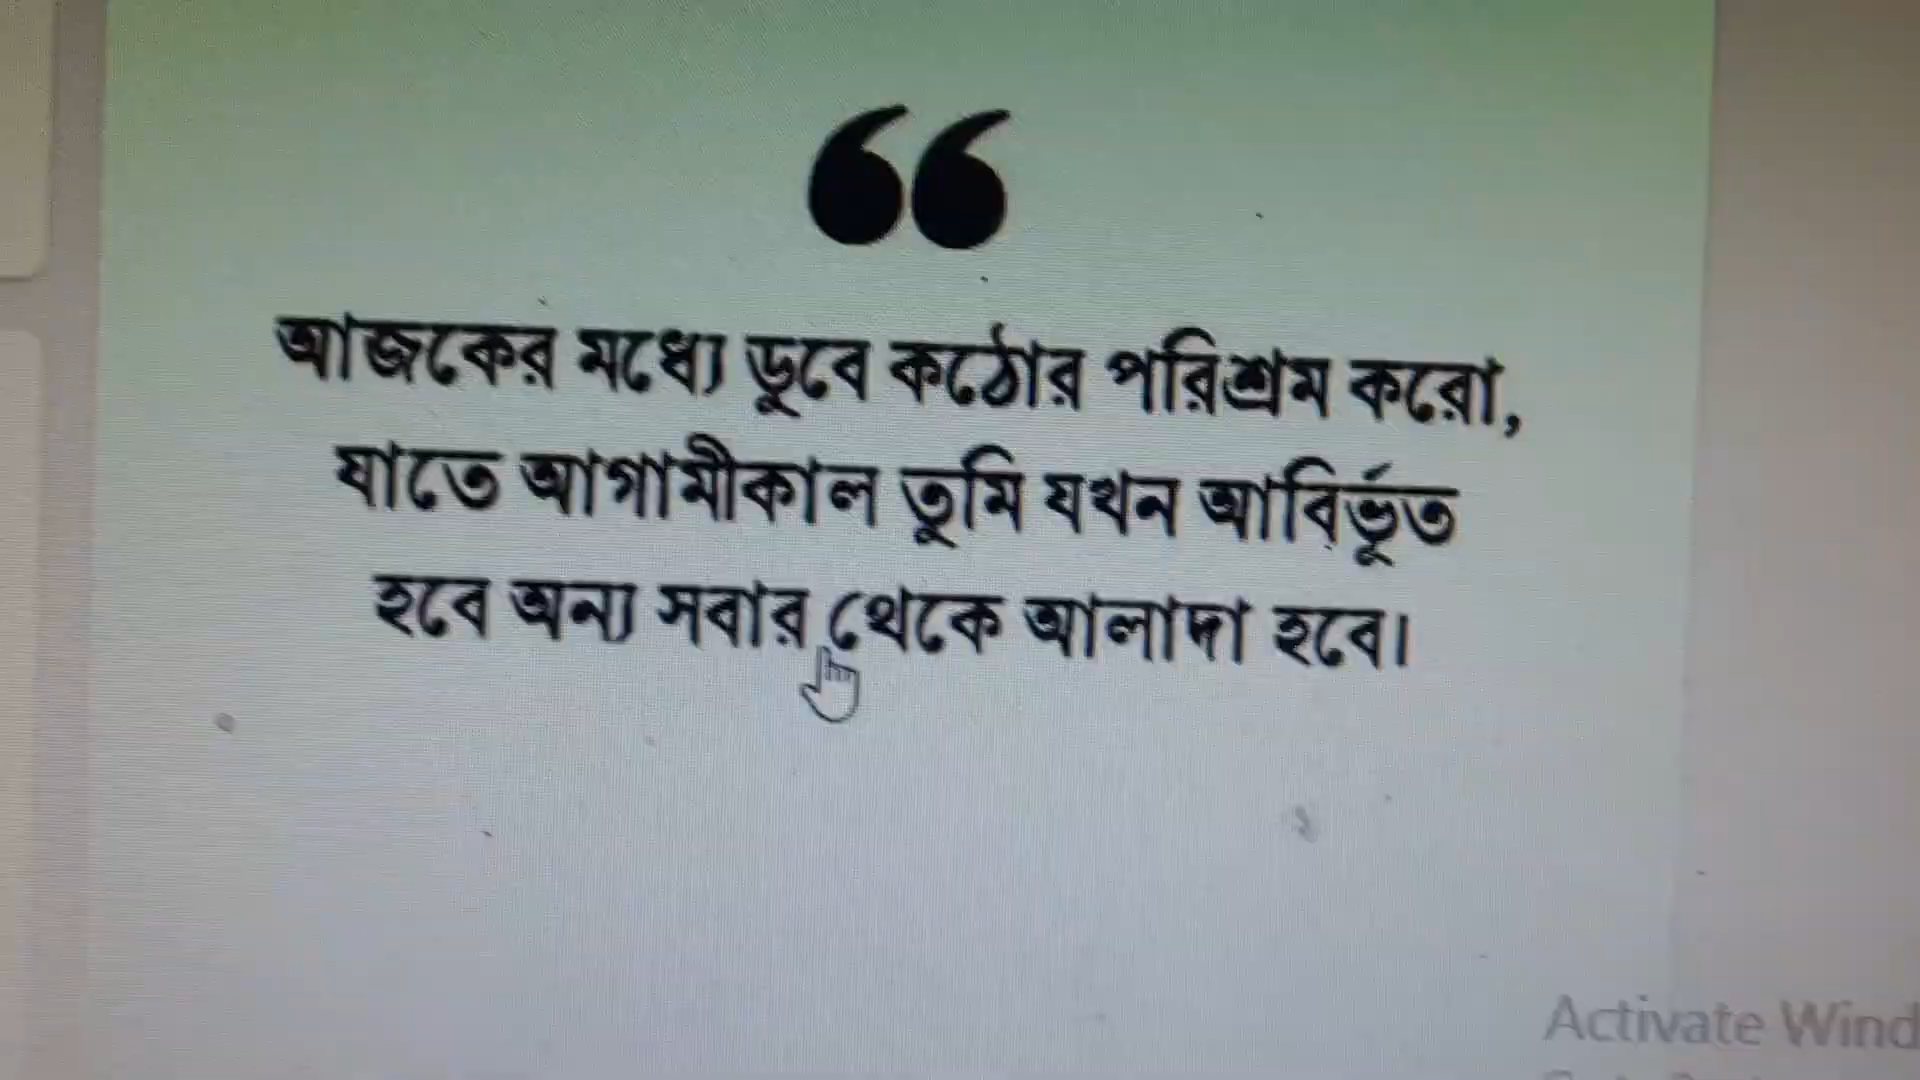 ❝
আজকের মধ্যে ডুবে কঠোর পরিশ্রম করো,
যাতে আগামীকাল তুমি যখন আবির্ভূত
হবে অন্য সবার থেকে আলাদা হবে।
Activate Wind